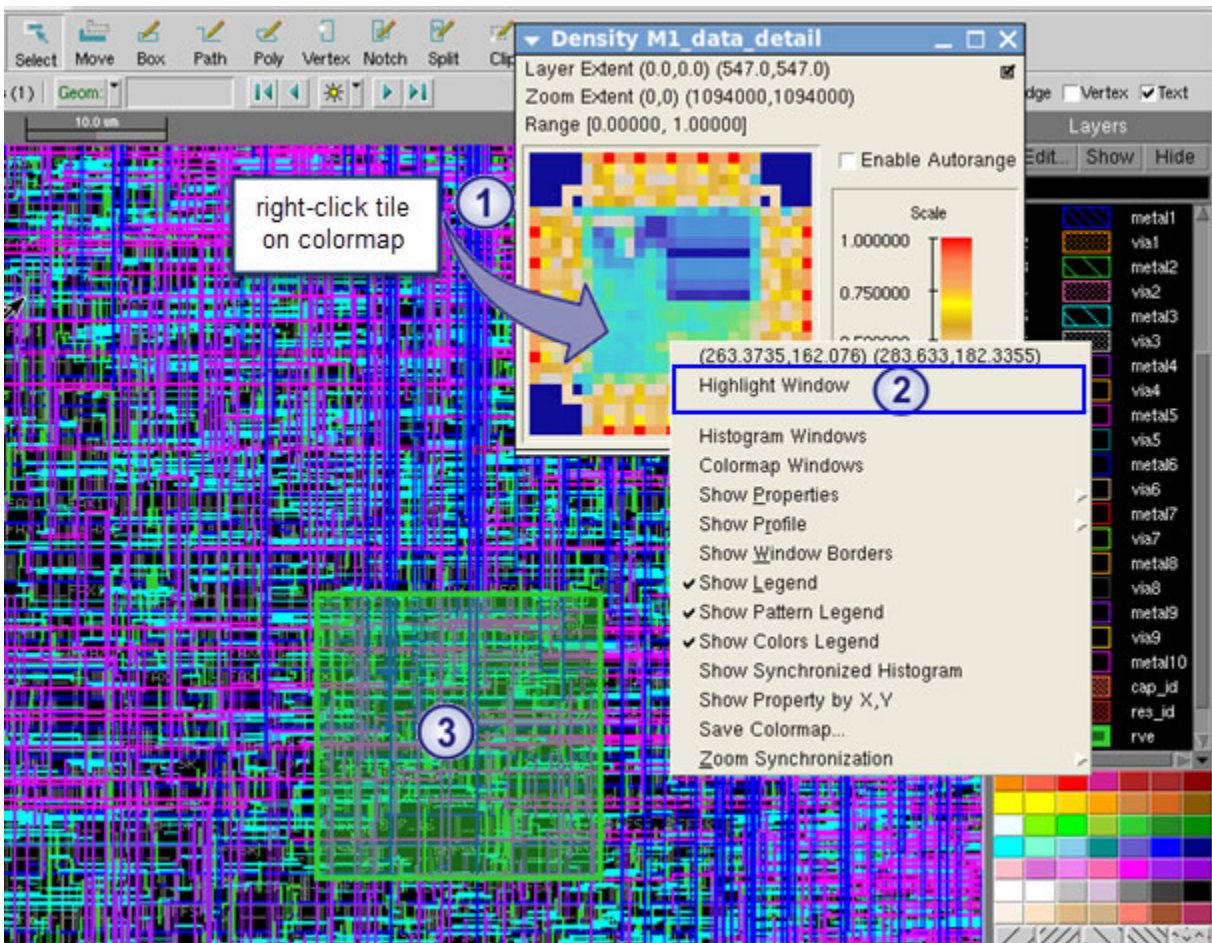 Select Move Box Path Poly Vertex Notch Split Clip
Density M1_data_detail
Layer Extent (0.0,0.0) (547.0,547.0)
Zoom Extent (0,0) (1094000,1094000)
Range [0.00000, 1.00000]
(1) Geom:
dge Vertex Text
10.0 um
Layers
Edit... Show Hide
Enable Autorange
right-click tile
on colormap
1
Scale
1.000000
0.750000
metal1
via1
metal2
via2
metal3
via3
metal4
via4
metal5
via5
metal6
via6
metal7
via7
metal8
via8
metal9
via9
metal10
cap_id
res_id
rve
(263.3735,162.076) (283.633,182.3355)
Highlight Window
2
Histogram Windows
Colormap Windows
Show Properties
Show Profile
Show Window Borders
Show Legend
Show Pattern Legend
Show Colors Legend
Show Synchronized Histogram
Show Property by X,Y
Save Colormap...
Zoom Synchronization
3